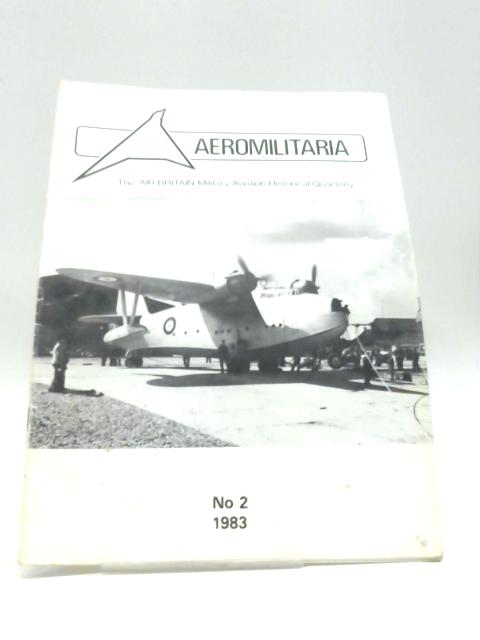 AEROMILITARIA
The AIR-BRITAIN Military Aviation Historical Quarterly
No 2
1983